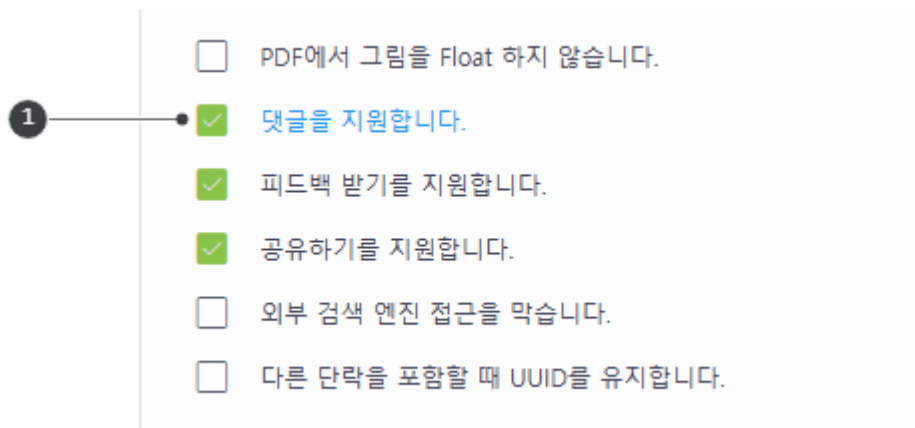 PDF에서 그림을 Float 하지 않습니다.
1 댓글을 지원합니다.
피드백 받기를 지원합니다.
공유하기를 지원합니다.
외부 검색 엔진 접근을 막습니다.
다른 단락을 포함할 때 UUID를 유지합니다.